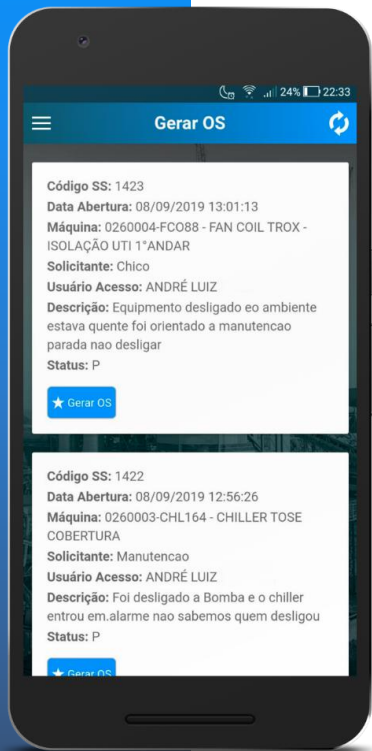 24% 22:33
Gerar OS
Código SS: 1423
Data Abertura: 08/09/2019 13:01:13
Máquina: 0260004-FCO88 - FAN COIL TROX -
ISOLAÇÃO UTI 1°ANDAR
Solicitante: Chico
Usuário Acesso: ANDRÉ LUIZ
Descrição: Equipmento desligado eo ambiente
estava quente foi orientado a manutencao
parada nao desligar
Status: P
Gerar OS
Código SS: 1422
Data Abertura: 08/09/2019 12:56:26
Máquina: 0260003-CHL164 - CHILLER TOSE
COBERTURA
Solicitante: Manutencao
Usuário Acesso: ANDRÉ LUIZ
Descrição: Foi desligado a Bomba e o chiller
entrou em.alarme nao sabemos quem desligou
Status: P
Gerar OS